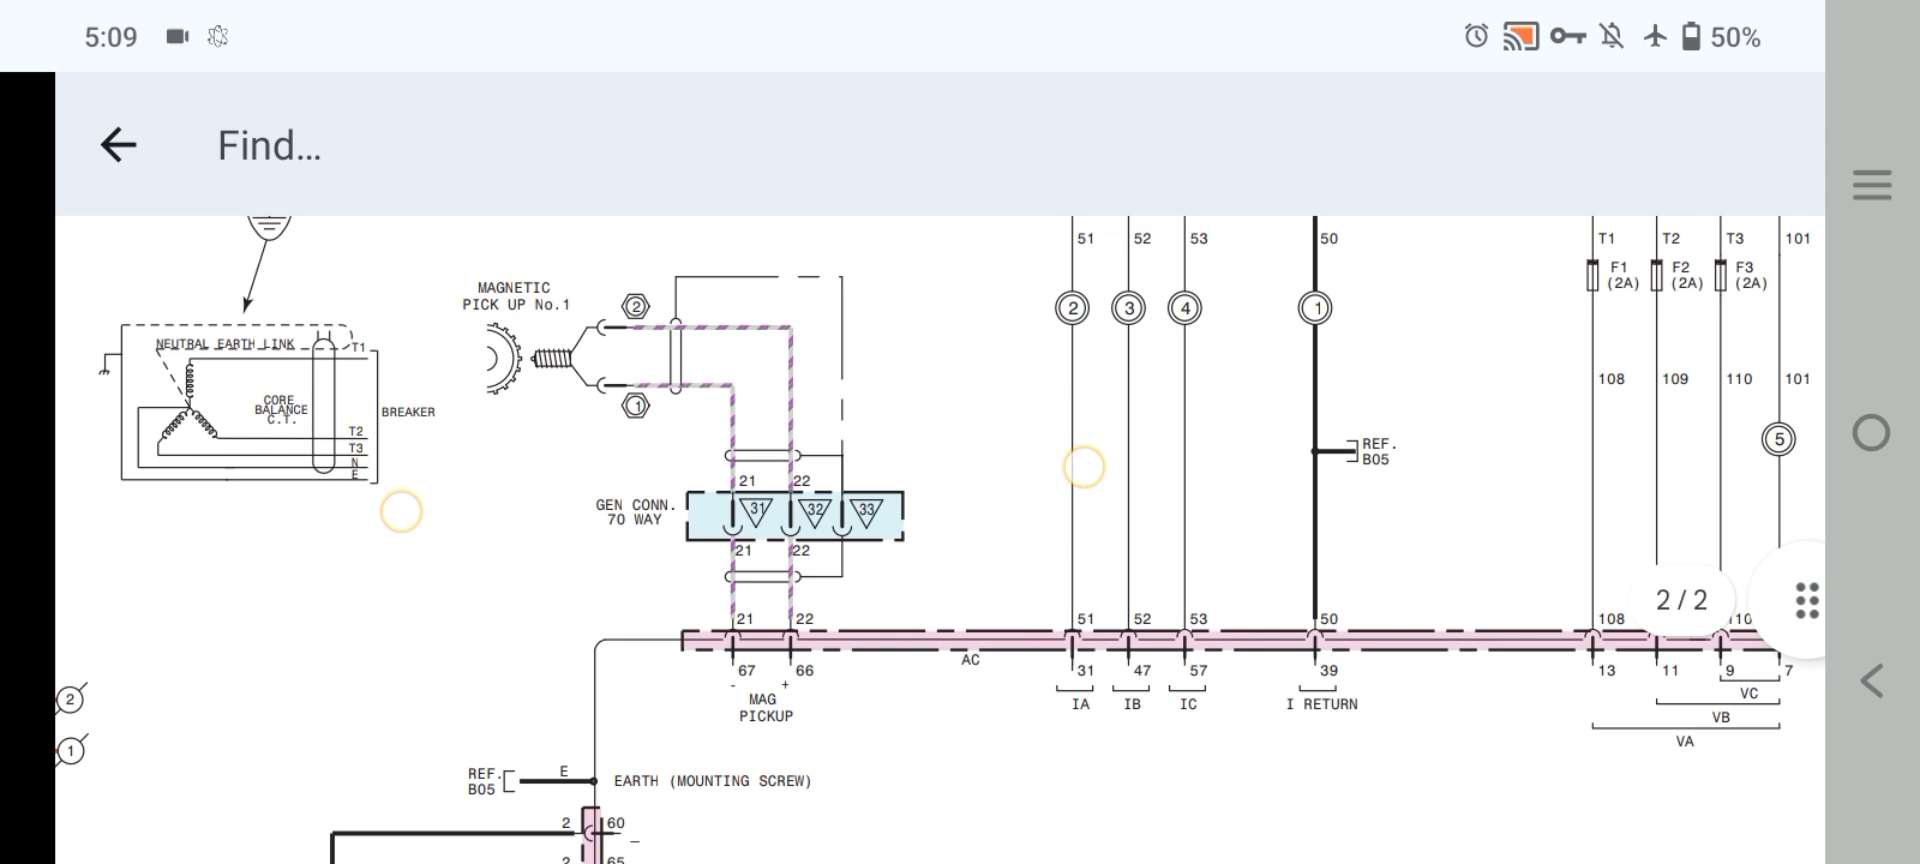 5:09
50%
Find...
51
52
53
50
T1
T2
T3
101
F1
(2A)
F2
(2A)
F3
(2A)
MAGNETIC
PICK UP No.1
2
2
3
4
1
NEUTRAL EARTH LINK
T1
CORE
BALANCE
C.T.
BREAKER
1
108
109
110
101
T2
T3
N
E
REF.
B05
5
21
22
GEN CONN.
70 WAY
31
32
33
21
22
2/2
21
22
51
52
53
50
108
110
AC
67
66
31
47
57
39
13
11
9
7
-
+
MAG
PICKUP
IA
IB
IC
I RETURN
VC
VB
VA
2
1
REF.
B05
E
EARTH (MOUNTING SCREW)
2
60
-
2
65